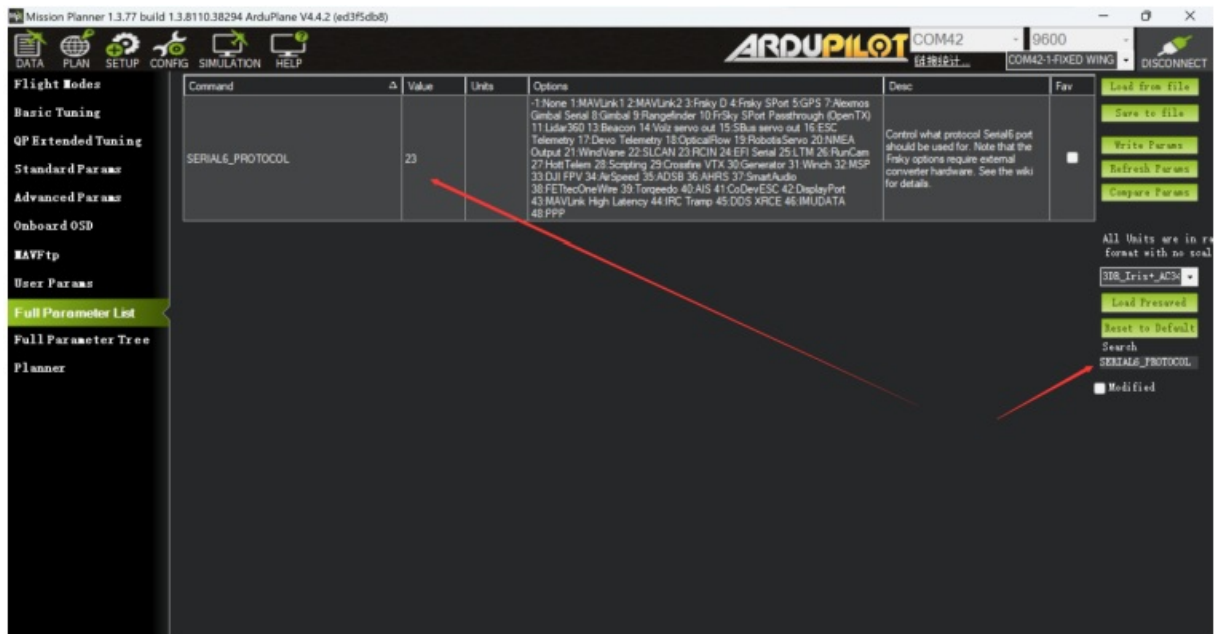 Mission Planner 1.3.77 build 1.3.8110.38294 ArduPlane V4.4.2 (ed3f5db8)
DATA PLAN SETUP CONFIG SIMULATION HELP
ARDUPILOT
COM42 9600
COM42-1-FIXED WING
DISCONNECT
Flight Modes
Basic Tuning
QP Extended Tuning
Standard Params
Advanced Params
Onboard OSD
MAVFtp
User Params
Full Parameter List
Full Parameter Tree
Planner
Command Value Units Options Desc Fav
SERIAL6_PROTOCOL
23
-1:None 1:MAVLink1 2:MAVLink2 3:Frsky D 4:Frsky SPort 5:GPS 7:Alexmos
Gimbal Serial 8:Gimbal 9:Rangefinder 10:FrSky SPort Passthrough (OpenTX)
11:Lidar360 13:Beacon 14:Volz servo out 15:SBus servo out 16:ESC
Telemetry 17:Devo Telemetry 18:OpticalFlow 19:RobotisServo 20:NMEA
Output 21:WindVane 22:SLCAN 23:RCIN 24:EFI Serial 25:LTM 26:RunCam
27:HottTelem 28:Scripting 29:Crossfire VTX 30:Generator 31:Winch 32:MSP
33:DJI FPV 34:AirSpeed 35:ADSB 36:AHRS 37:SmartAudio
38:FETtecOneWire 39:Torqeedo 40:AIS 41:CoDevESC 42:DisplayPort
43:MAVLink High Latency 44:IRC Tramp 45:DDS XRCE 46:IMUDATA
48:PPP
Control what protocol Serial6 port
should be used for. Note that the
Frsky options require external
converter hardware. See the wiki
for details.
Load from file
Save to file
Write Params
Refresh Params
Compare Params
All Units are in
format with no scal
3DR_Iris+_AC34
Load Presaved
Reset to Default
Search
SERIAL6_PROTOCOL
Modified